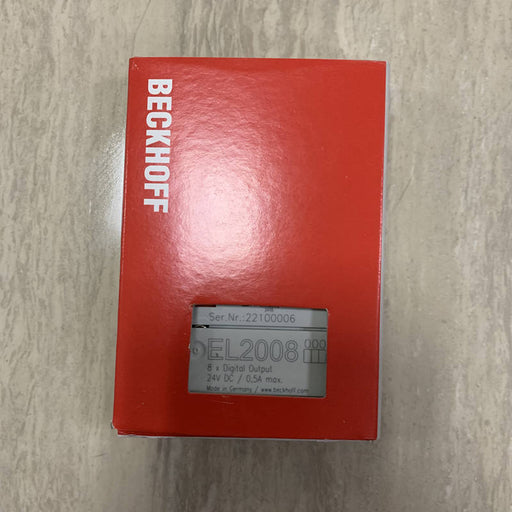 BECKHOFF
Ser.Nr.:22100006
EL2008
8 x Digital Output
24V DC / 0,5A max.
Made in Germany / www.beckhoff.com